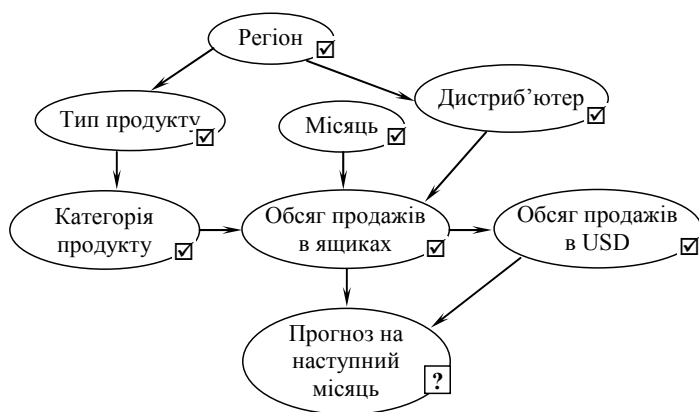 Регіон
Тип продукту
Місяць
Дистриб’ютер
Категорія
продукту
Обсяг продажів
в ящиках
Обсяг продажів
в USD
Прогноз на
наступний
місяць
?